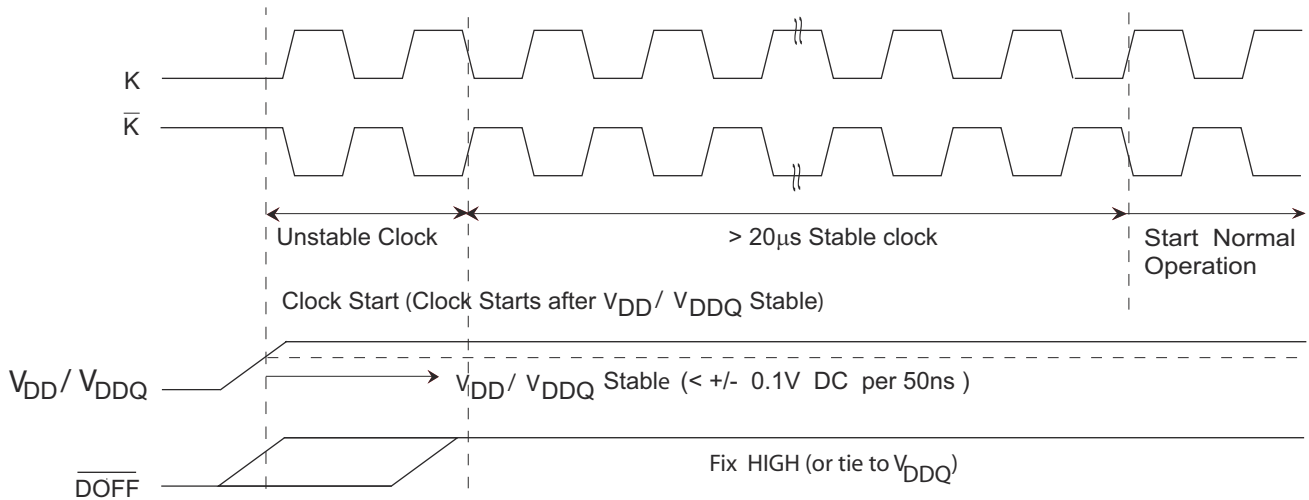 K
K̅
Unstable Clock
> 20μs Stable clock
Start Normal
Operation
Clock Start (Clock Starts after VDD / VDDQ Stable)
VDD / VDDQ
VDD / VDDQ Stable (< +/- 0.1V DC per 50ns )
D̅O̅F̅F̅
Fix HIGH (or tie to VDDQ)